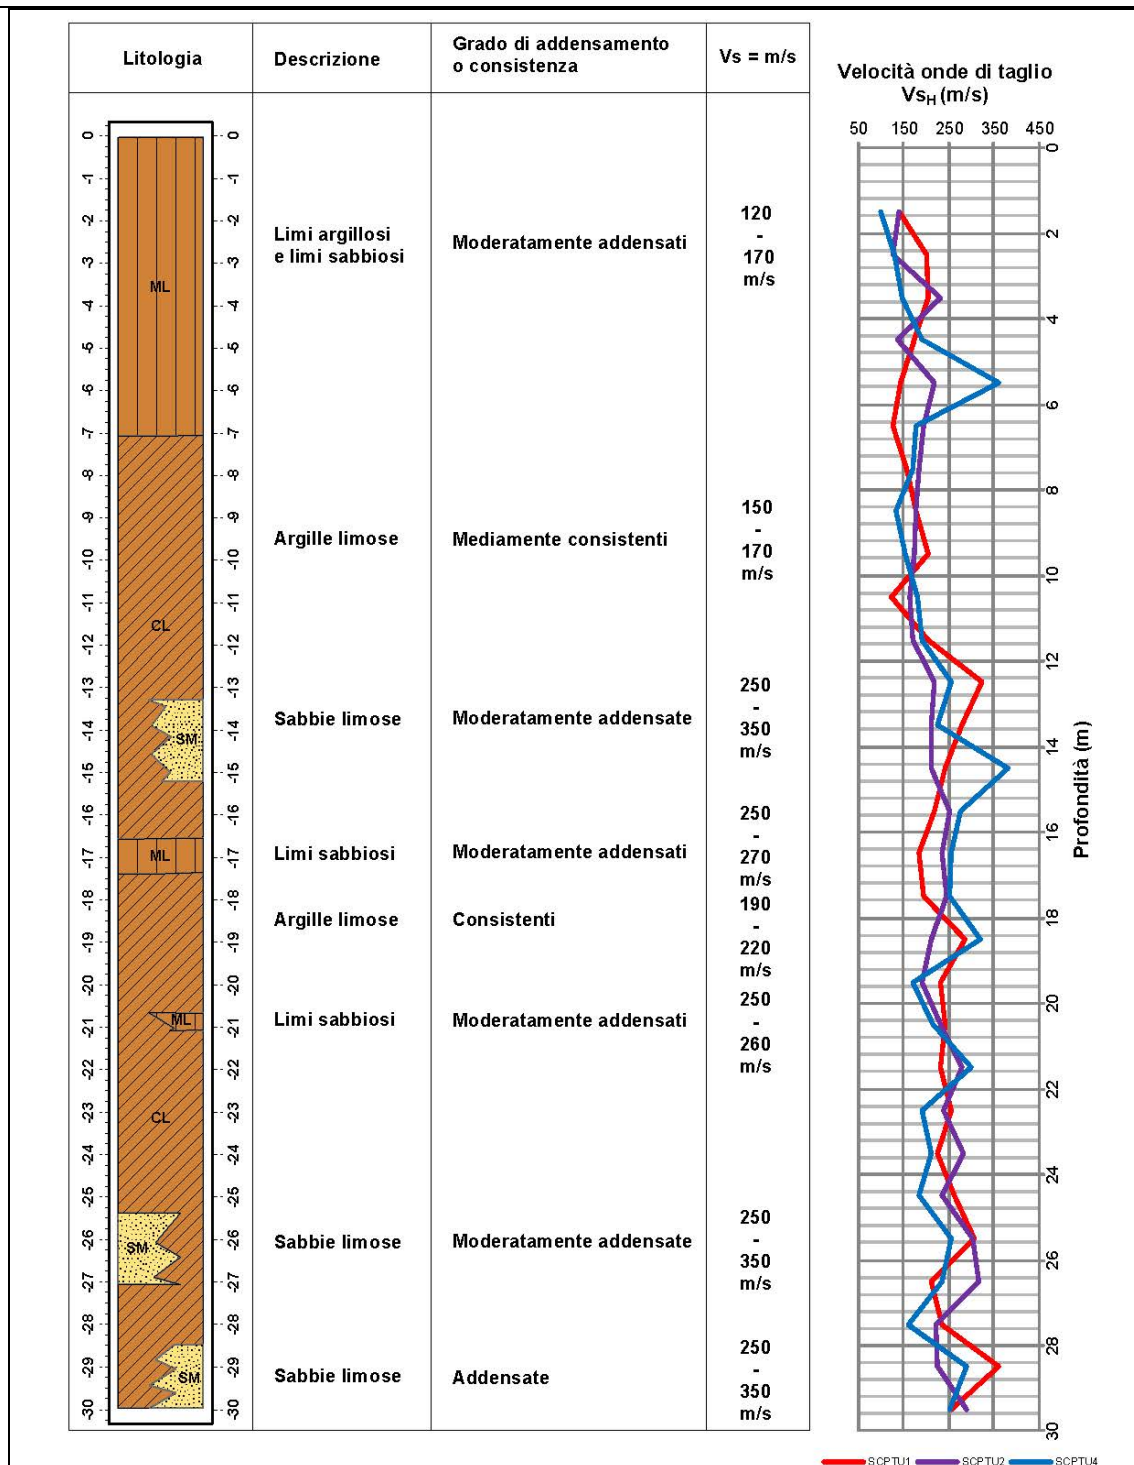 Litologia
Descrizione
Grado di addensamento
o consistenza
Vs = m/s
0 0
-1 -1
-2 -2
-3 -3
-4 -4
-5 -5
-6 -6
-7 -7
-8 -8
-9 -9
-10 -10
-11 -11
-12 -12
-13 -13
-14 -14
-15 -15
-16 -16
-17 -17
-18 -18
-19 -19
-20 -20
-21 -21
-22 -22
-23 -23
-24 -24
-25 -25
-26 -26
-27 -27
-28 -28
-29 -29
-30 -30
ML
CL
SM
ML
ML
CL
SM
SM
Limi argillosi
e limi sabbiosi
Moderatamente addensati
120
-
170
m/s
Argille limose
Mediamente consistenti
150
-
170
m/s
Sabbie limose
Moderatamente addensate
250
-
350
m/s
Limi sabbiosi
Moderatamente addensati
250
-
270
m/s
Argille limose
Consistenti
190
-
220
m/s
Limi sabbiosi
Moderatamente addensati
250
-
260
m/s
Sabbie limose
Moderatamente addensate
250
-
350
m/s
Sabbie limose
Addensate
250
-
350
m/s
Velocità onde di taglio
VsH (m/s)
50 150 250 350 450
0
2
4
6
8
10
12
14
16
18
20
22
24
26
28
30
Profondità (m)
SCPTU1 SCPTU2 SCPTU4